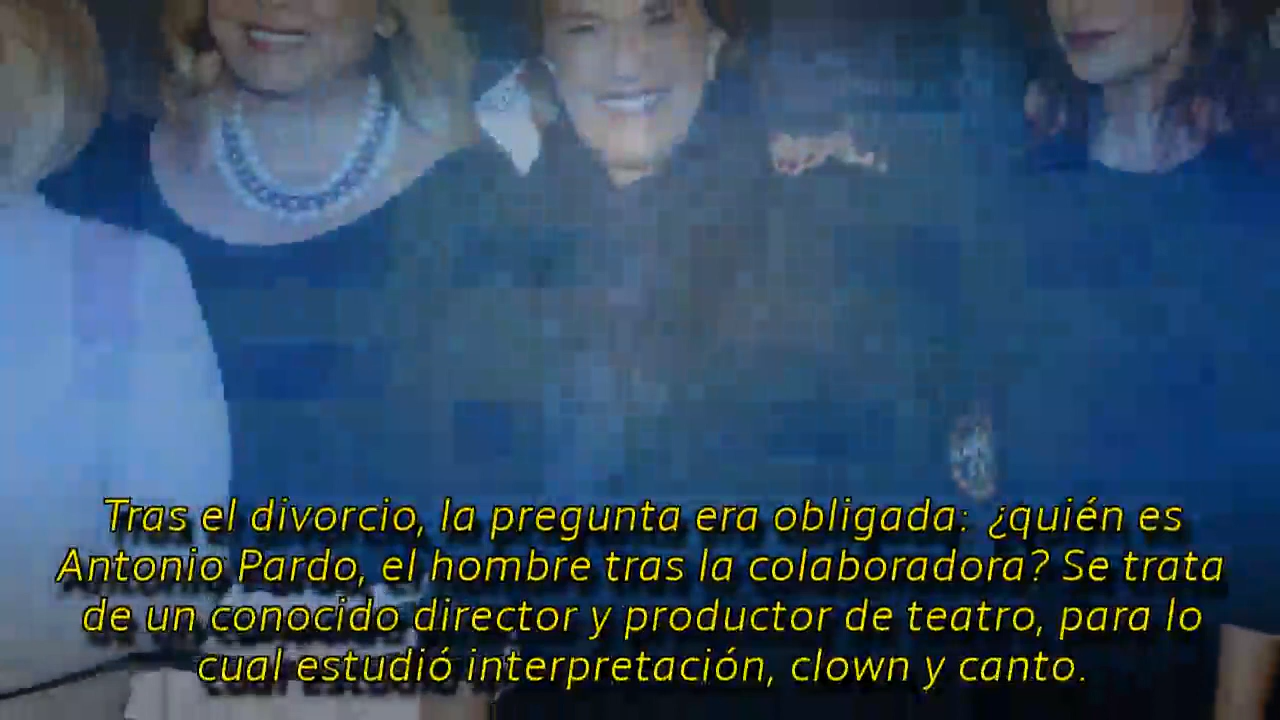 Tras el divorcio, la pregunta era obligada: ¿quién es
Antonio Pardo, el hombre tras la colaboradora? Se trata
de un conocido director y productor de teatro, para lo
cual estudió interpretación, clown y canto.